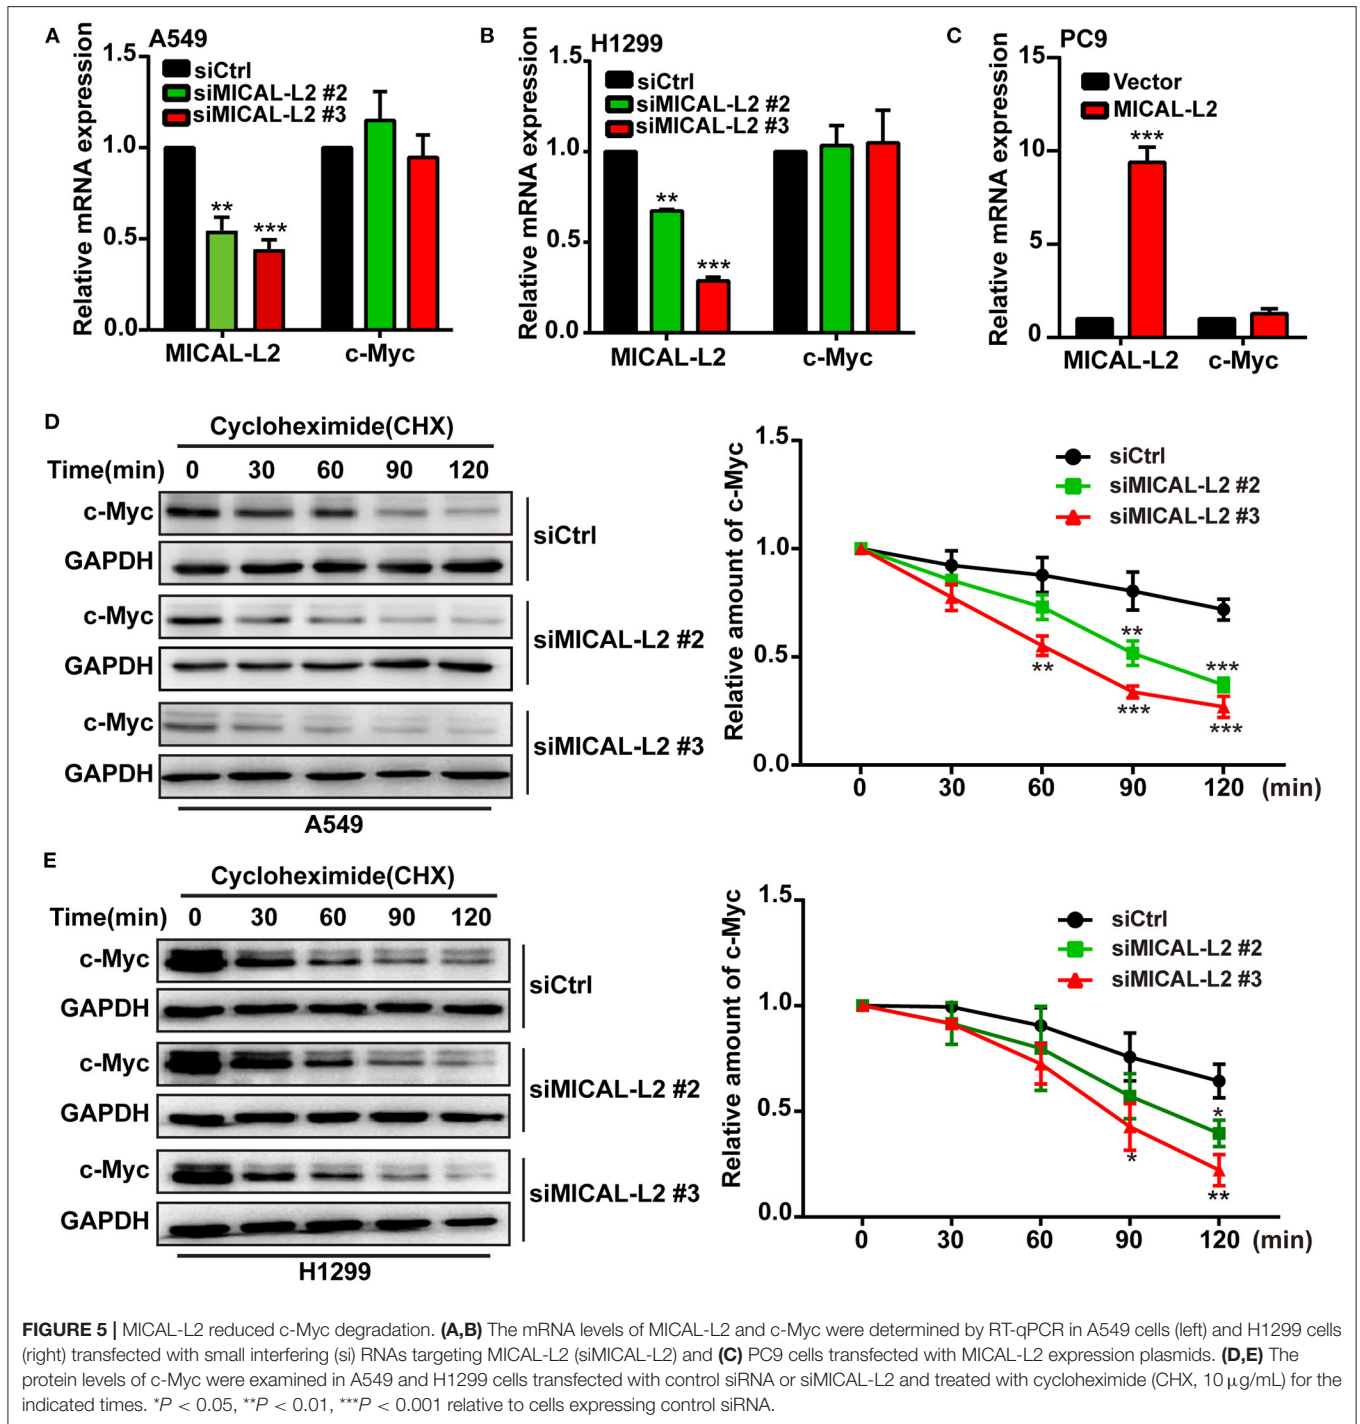 A
A549
Relative mRNA expression
1.5
1.0
0.5
0.0
siCtrl
siMICAL-L2 #2
siMICAL-L2 #3
**
***
MICAL-L2
c-Myc
B
H1299
Relative mRNA expression
1.5
1.0
0.5
0.0
siCtrl
siMICAL-L2 #2
siMICAL-L2 #3
**
***
MICAL-L2
c-Myc
C
PC9
Relative mRNA expression
15
10
5
0
Vector
MICAL-L2
***
MICAL-L2
c-Myc
D
Cycloheximide(CHX)
Time(min) 0 30 60 90 120
c-Myc
GAPDH
siCtrl
c-Myc
GAPDH
siMICAL-L2 #2
c-Myc
GAPDH
siMICAL-L2 #3
A549
Relative amount of c-Myc
1.5
1.0
0.5
0.0
siCtrl
siMICAL-L2 #2
siMICAL-L2 #3
**
**
***
***
***
0 30 60 90 120 (min)
E
Cycloheximide(CHX)
Time(min) 0 30 60 90 120
c-Myc
GAPDH
siCtrl
c-Myc
GAPDH
siMICAL-L2 #2
c-Myc
GAPDH
siMICAL-L2 #3
H1299
Relative amount of c-Myc
1.5
1.0
0.5
0.0
siCtrl
siMICAL-L2 #2
siMICAL-L2 #3
*
*
**
0 30 60 90 120 (min)
FIGURE 5 | MICAL-L2 reduced c-Myc degradation. (A,B) The mRNA levels of MICAL-L2 and c-Myc were determined by RT-qPCR in A549 cells (left) and H1299 cells
(right) transfected with small interfering (si) RNAs targeting MICAL-L2 (siMICAL-L2) and (C) PC9 cells transfected with MICAL-L2 expression plasmids. (D,E) The
protein levels of c-Myc were examined in A549 and H1299 cells transfected with control siRNA or siMICAL-L2 and treated with cycloheximide (CHX, 10 μg/mL) for the
indicated times. *P < 0.05, **P < 0.01, ***P < 0.001 relative to cells expressing control siRNA.